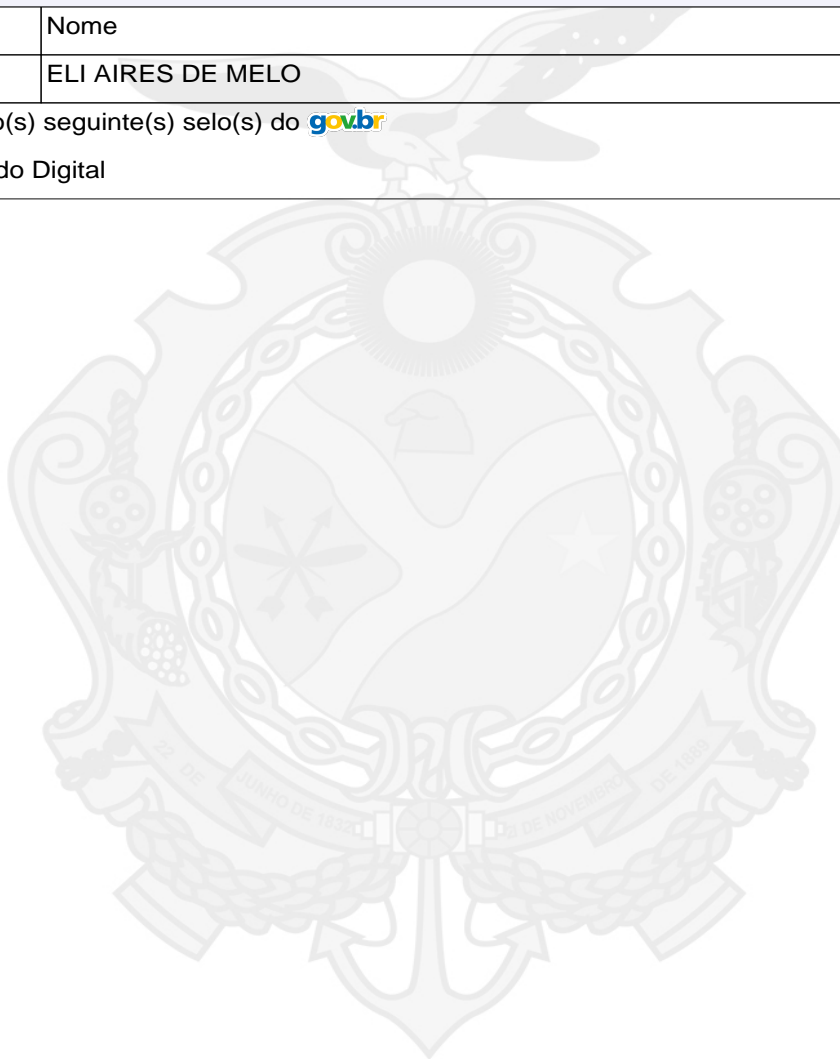 Nome
ELI AIRES DE MELO
o(s) seguinte(s) selo(s) do gov.br
do Digital
22 DE
JUNHO DE 1832
DE NOVEMBRO
DE 1889